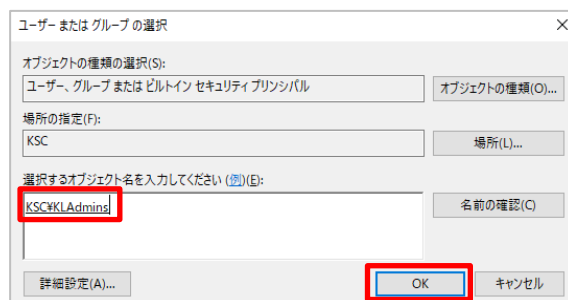 ユーザー または グループ の選択
オブジェクトの種類の選択(S):
ユーザー、グループ または ビルトイン セキュリティ プリンシパル
オブジェクトの種類(O)...
場所の指定(F):
KSC
場所(L)...
選択するオブジェクト名を入力してください (例)(E):
KSC¥KLAdmins
名前の確認(C)
詳細設定(A)...
OK
キャンセル